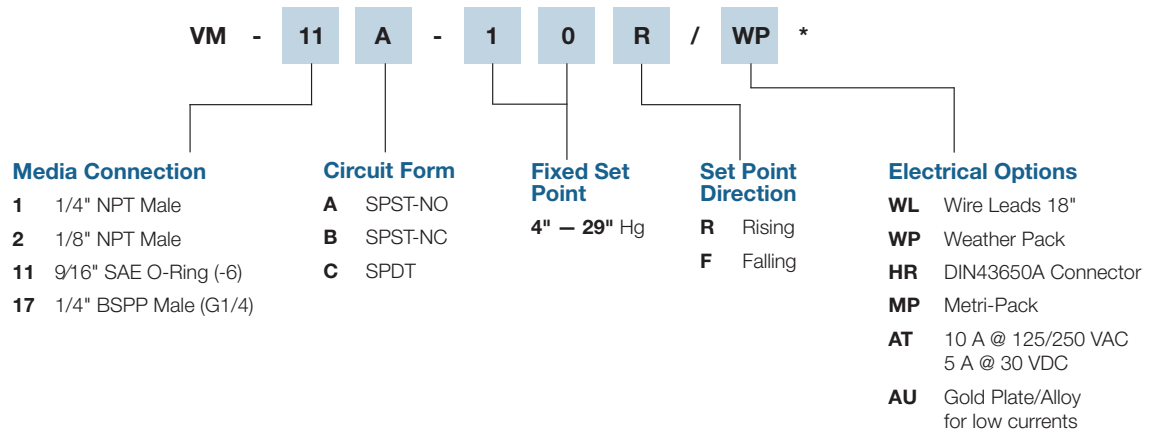 VM - 11 A - 1 0 R / WP *
Media Connection
1 1/4" NPT Male
2 1/8" NPT Male
11 9⁄16" SAE O-Ring (-6)
17 1/4" BSPP Male (G1/4)
Circuit Form
A SPST-NO
B SPST-NC
C SPDT
Fixed Set
Point
4" — 29" Hg
Set Point
Direction
R Rising
F Falling
Electrical Options
WL Wire Leads 18"
WP Weather Pack
HR DIN43650A Connector
MP Metri-Pack
AT 10 A @ 125/250 VAC
5 A @ 30 VDC
AU Gold Plate/Alloy
for low currents